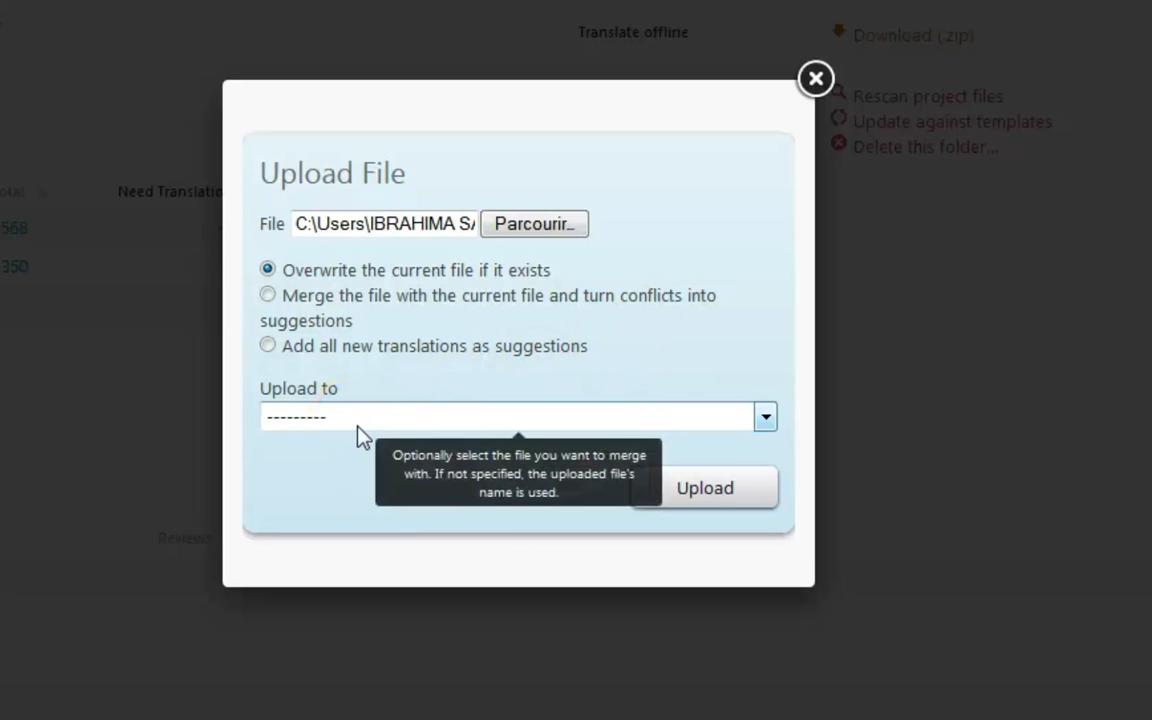 Translate offline
Download (.zip)
Rescan project files
Update against templates
Delete this folder...
Need Translatio
568
350
Reviews
Upload File
File C:\Users\IBRAHIMA SA Parcourir...
Overwrite the current file if it exists
Merge the file with the current file and turn conflicts into
suggestions
Add all new translations as suggestions
Upload to
---------
Optionally select the file you want to merge
with. If not specified, the uploaded file's
name is used.
Upload